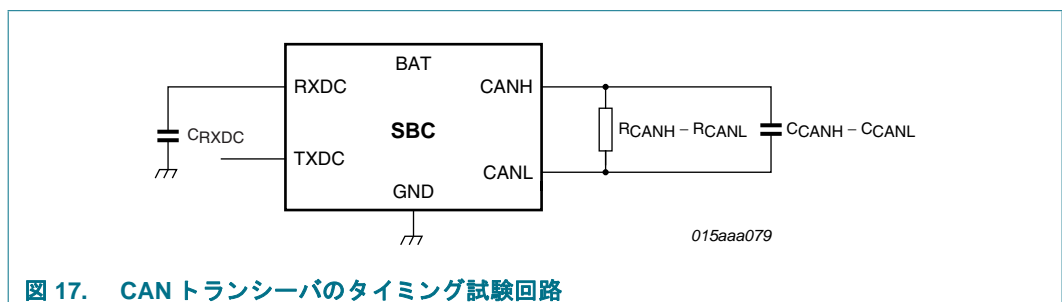 BAT
RXDC
CANH
SBC
RCANH – RCANL
CCANH – CCANL
CRXDC
TXDC
CANL
GND
015aaa079
図 17. CAN トランシーバのタイミング試験回路